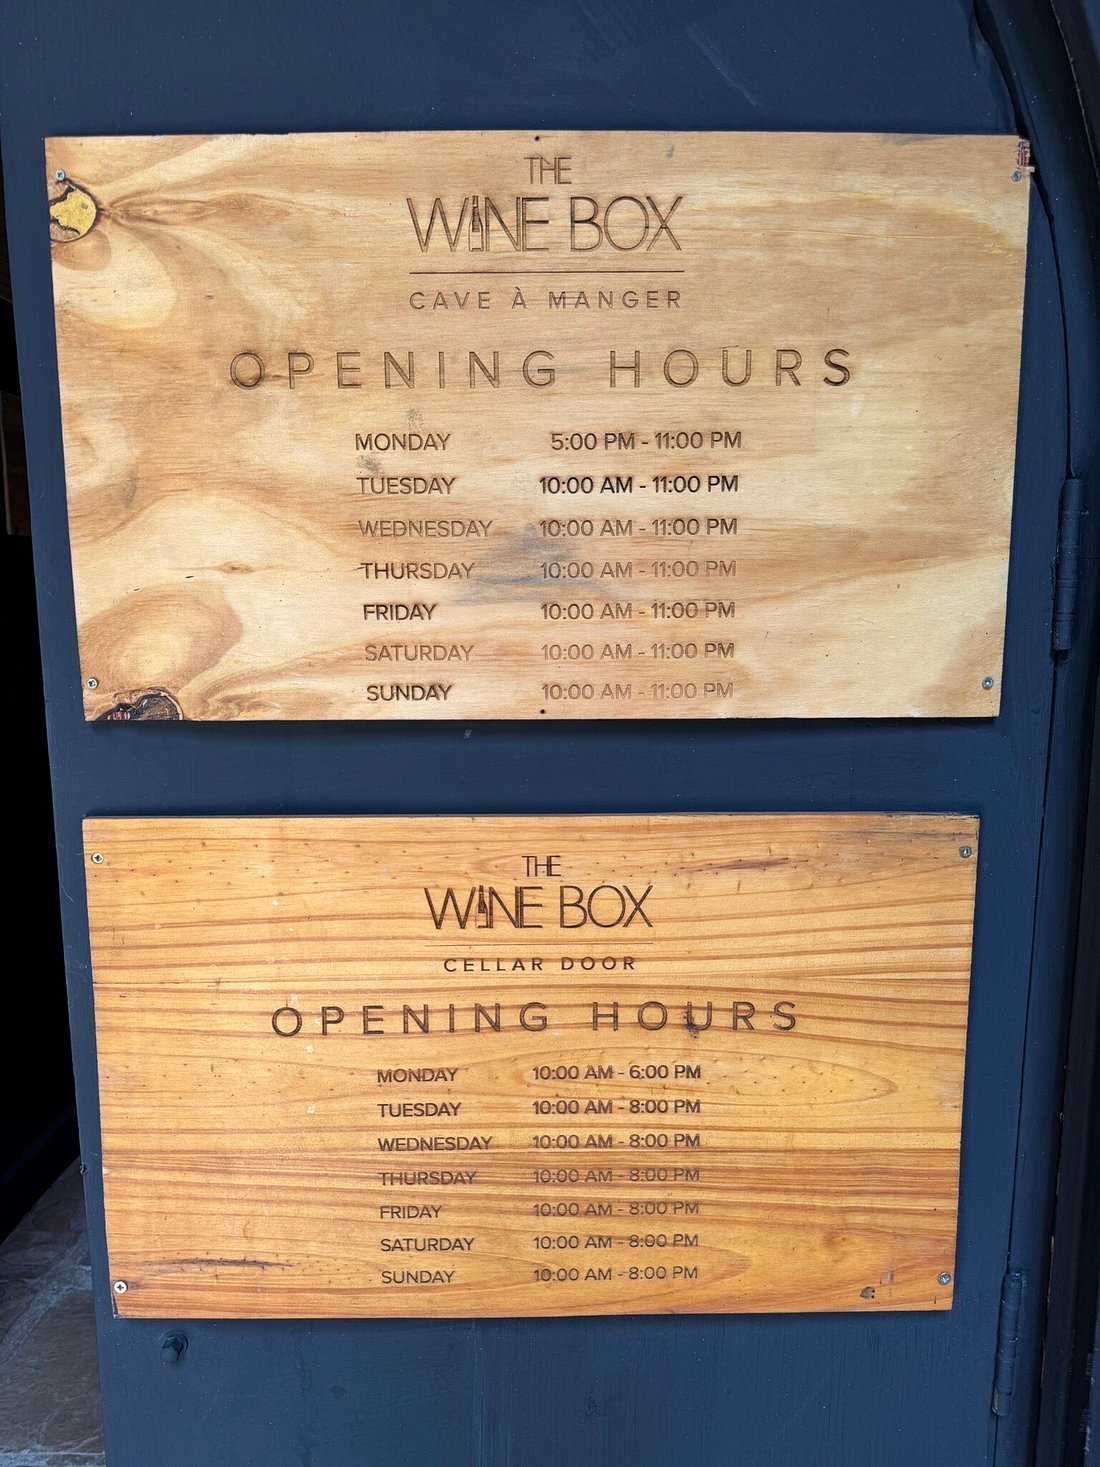 THE
WINE BOX
CAVE À MANGER
OPENING HOURS
MONDAY 5:00 PM - 11:00 PM
TUESDAY 10:00 AM - 11:00 PM
WEDNESDAY 10:00 AM - 11:00 PM
THURSDAY 10:00 AM - 11:00 PM
FRIDAY 10:00 AM - 11:00 PM
SATURDAY 10:00 AM - 11:00 PM
SUNDAY 10:00 AM - 11:00 PM
THE
WINE BOX
CELLAR DOOR
OPENING HOURS
MONDAY 10:00 AM - 6:00 PM
TUESDAY 10:00 AM - 8:00 PM
WEDNESDAY 10:00 AM - 8:00 PM
THURSDAY 10:00 AM - 8:00 PM
FRIDAY 10:00 AM - 8:00 PM
SATURDAY 10:00 AM - 8:00 PM
SUNDAY 10:00 AM - 8:00 PM